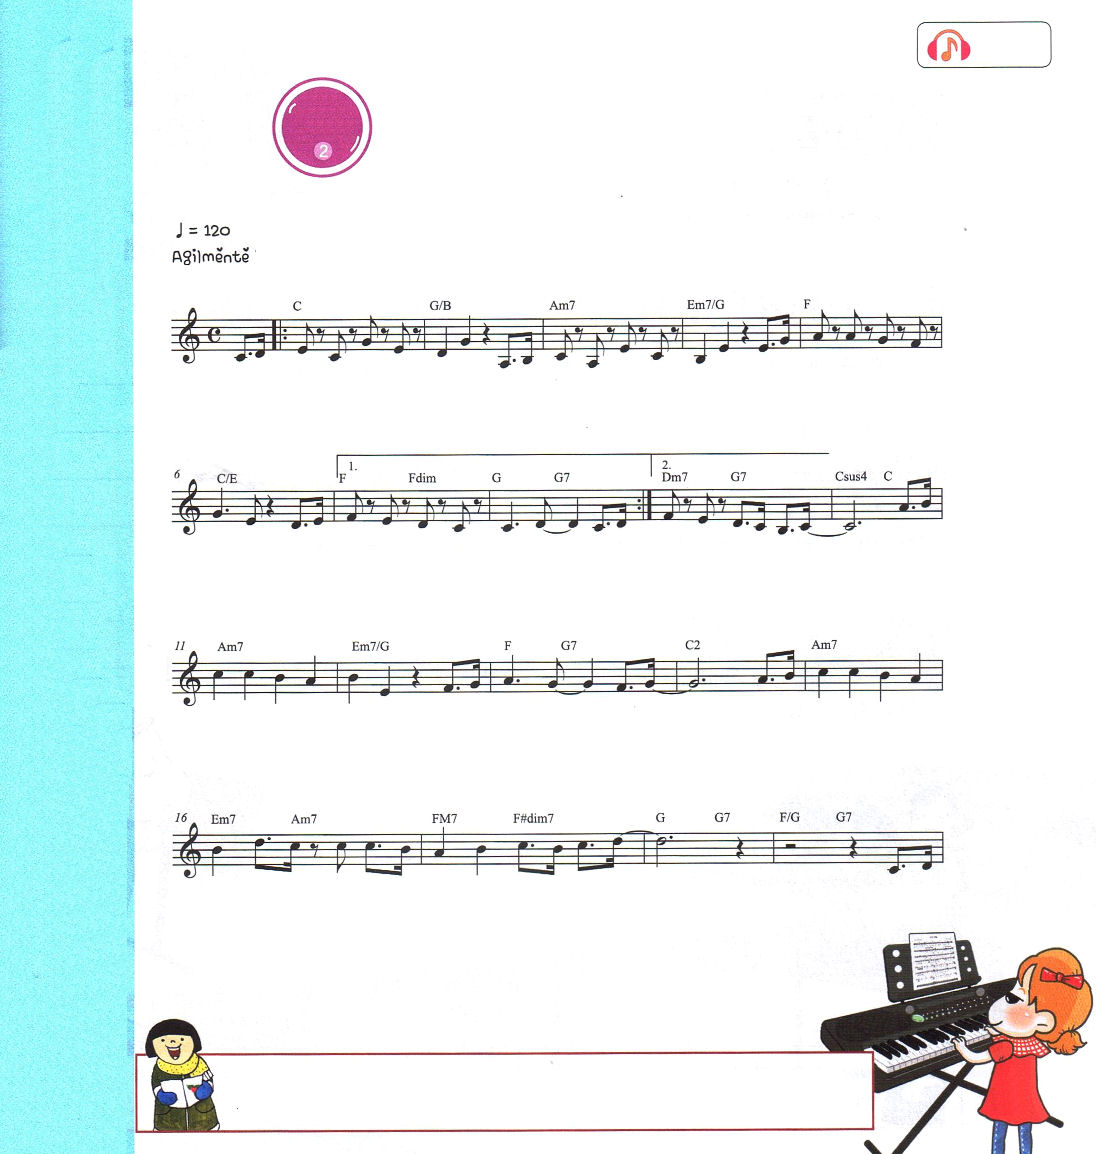 2
♩ = 120
Agilmĕntĕ
C G/B Am7 Em7/G F
6
1. 2.
C/E F Fdim G G7 Dm7 G7 Csus4 C
11
Am7 Em7/G F G7 C2 Am7
16
Em7 Am7 FM7 F#dim7 G G7 F/G G7